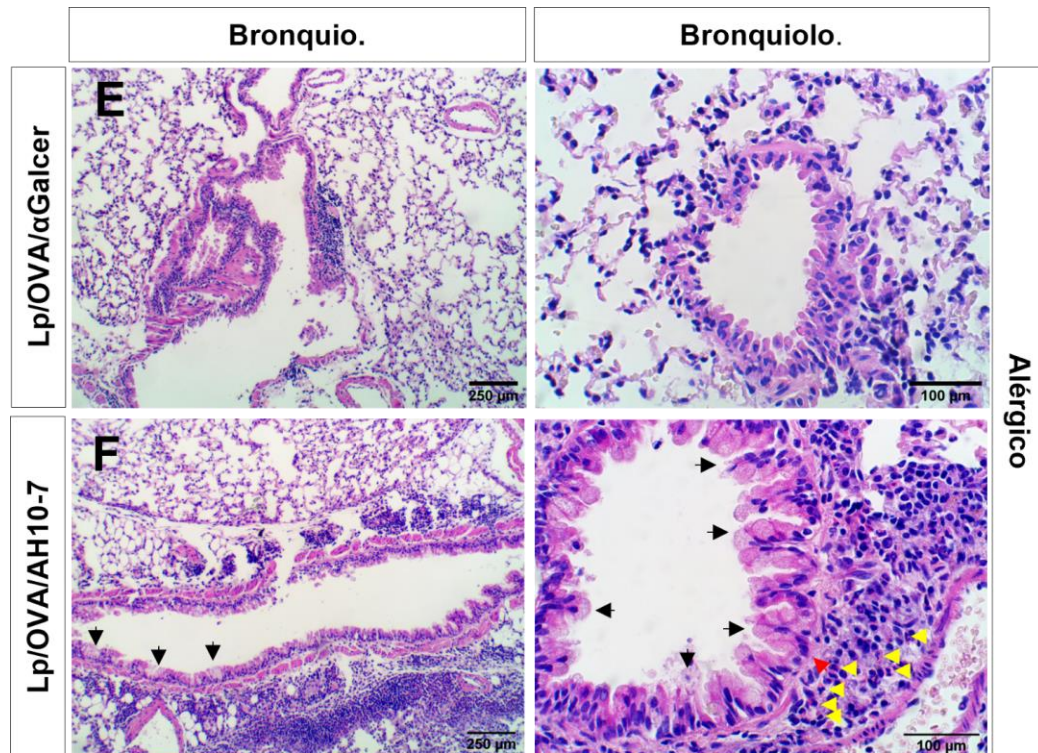 Bronquio.
Bronquiolo.
Lp/OVA/αGalcer
E
250 µm
100 µm
Alérgico
Lp/OVA/AH10-7
F
250 µm
100 µm